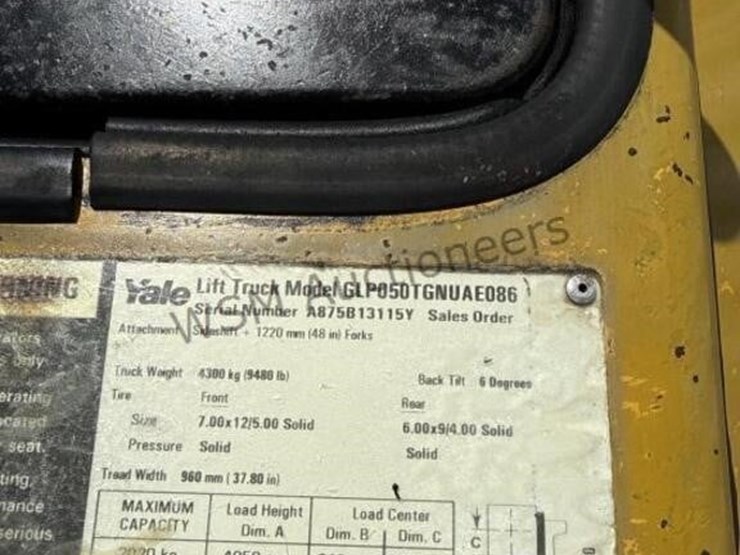 WSM Auctioneers
Yale Lift Truck Model GLP050TGNUAE086
Serial Number A875B13115Y Sales Order
Attachment Sideshift + 1220 mm (48 in) Forks
Truck Weight 4300 kg (9480 lb)
Back Tilt 6 Degrees
Tire Front Rear
Size 7.00x12/5.00 Solid 6.00x9/4.00 Solid
Pressure Solid Solid
Tread Width 960 mm (37.80 in)
MAXIMUM Load Height Load Center
CAPACITY Dim. A Dim. B Dim. C
C
seat.